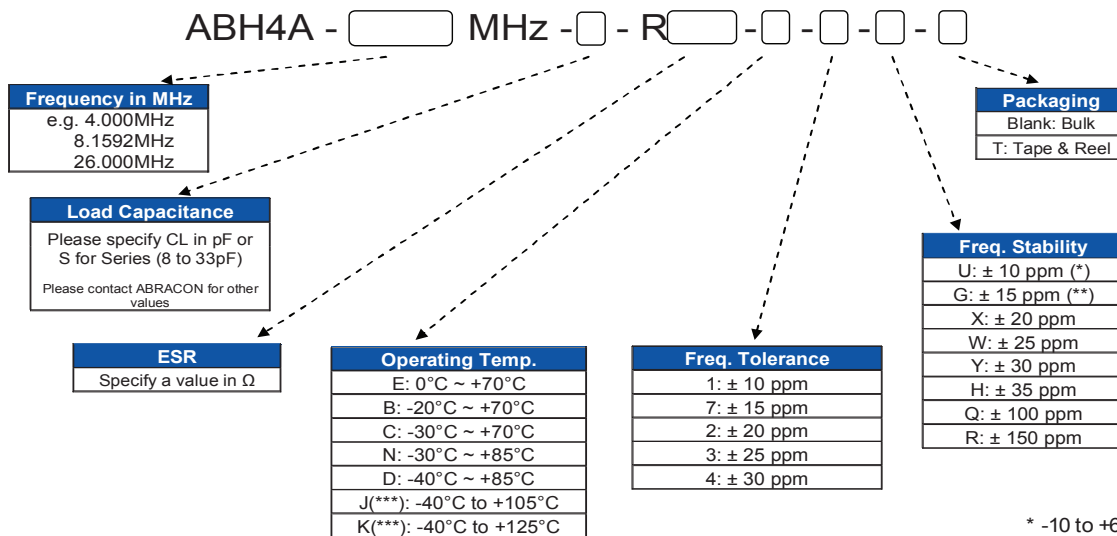 ABH4A - MHz - - R - - - -
Frequency in MHz
e.g. 4.000MHz
8.1592MHz
26.000MHz
Packaging
Blank: Bulk
T: Tape & Reel
Load Capacitance
Please specify CL in pF or
S for Series (8 to 33pF)
Please contact ABRACON for other
values
Freq. Stability
U: ± 10 ppm (*)
G: ± 15 ppm (**)
X: ± 20 ppm
W: ± 25 ppm
Y: ± 30 ppm
H: ± 35 ppm
Q: ± 100 ppm
R: ± 150 ppm
ESR
Specify a value in Ω
Operating Temp.
E: 0°C ~ +70°C
B: -20°C ~ +70°C
C: -30°C ~ +70°C
N: -30°C ~ +85°C
D: -40°C ~ +85°C
J(***): -40°C to +105°C
K(***): -40°C to +125°C
Freq. Tolerance
1: ± 10 ppm
7: ± 15 ppm
2: ± 20 ppm
3: ± 25 ppm
4: ± 30 ppm
* -10 to